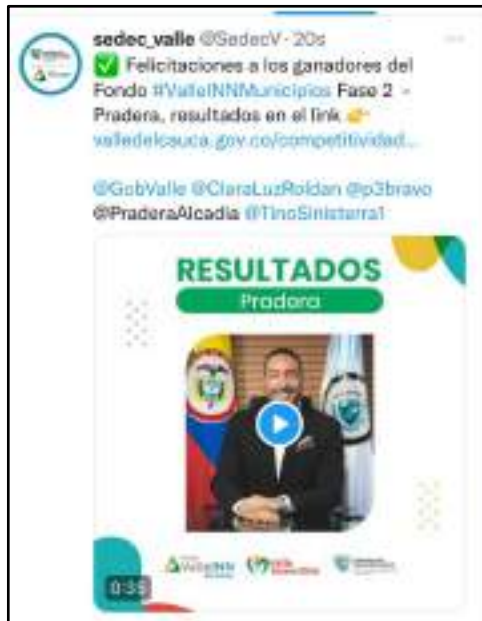 sedec_valle @SedecV · 20s
✅ Felicitaciones a los ganadores del
Fondo #ValleINNMunicipios Fase 2 -
Pradera, resultados en el link 👉
valledelcauca.gov.co/competitividad...
@GobValle @ClaraLuzRoldan @p3bravo
@PraderaAlcadia @TinoSinisterra1
RESULTADOS
Pradera
ValleINN
0:35